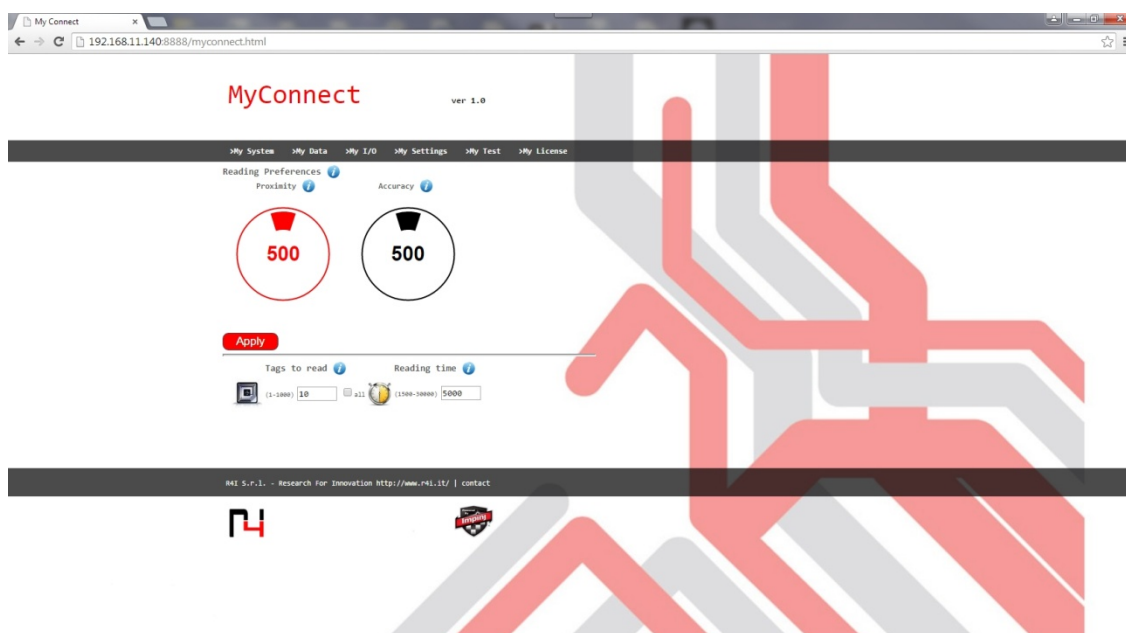 My Connect
192.168.11.140:8888/myconnect.html
MyConnect ver 1.0
>My System >My Data >My I/O >My Settings >My Test >My License
Reading Preferences
Proximity Accuracy
500 500
Apply
Tags to read Reading time
(1-1000) 10 all (1500-30000) 5000
R4I S.r.l. - Research For Innovation http://www.r4i.it/ | contact
R4
Impinj